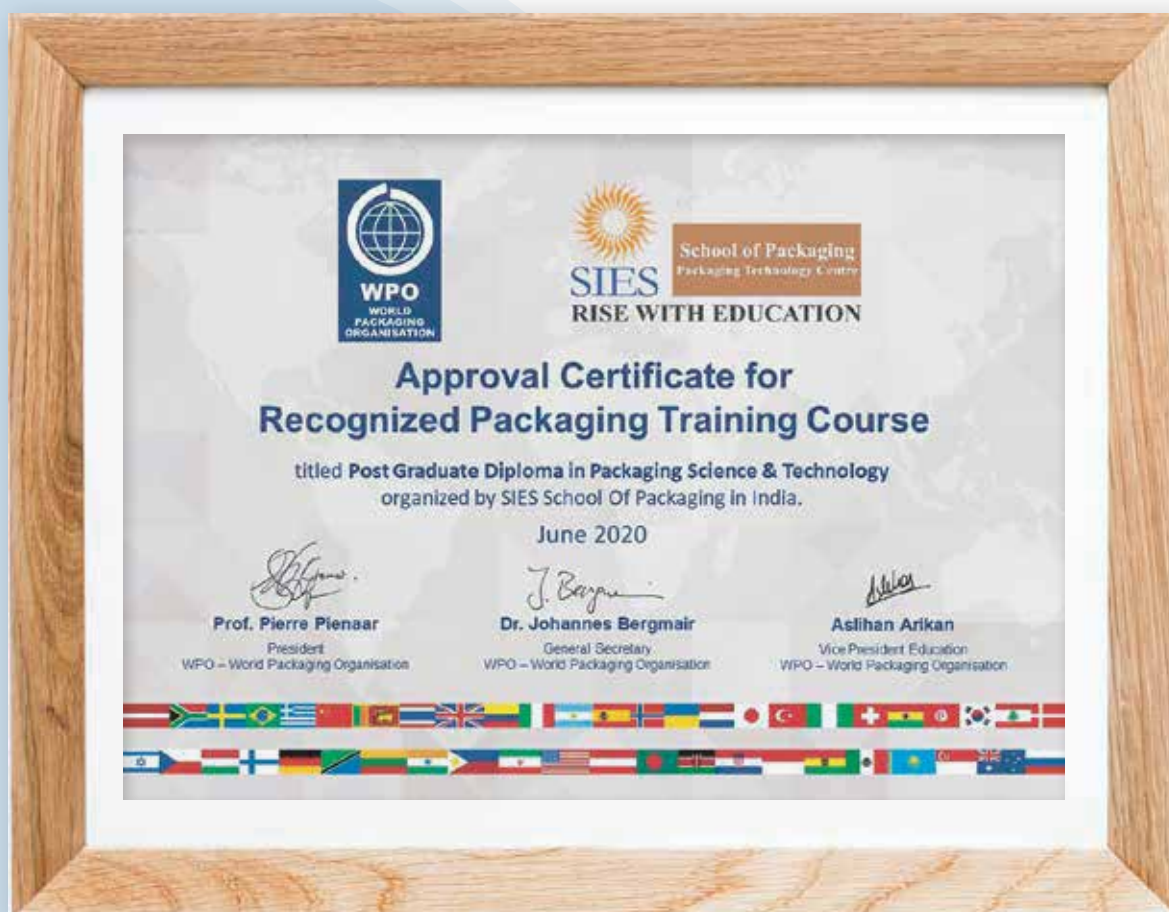 WPO
WORLD
PACKAGING
ORGANISATION
SIES
School of Packaging
Packaging Technology Centre
RISE WITH EDUCATION
Approval Certificate for
Recognized Packaging Training Course
titled Post Graduate Diploma in Packaging Science & Technology
organized by SIES School Of Packaging in India.
June 2020
Prof. Pierre Pienaar
President
WPO – World Packaging Organisation
Dr. Johannes Bergmair
General Secretary
WPO – World Packaging Organisation
Aslihan Arikan
Vice President Education
WPO – World Packaging Organisation